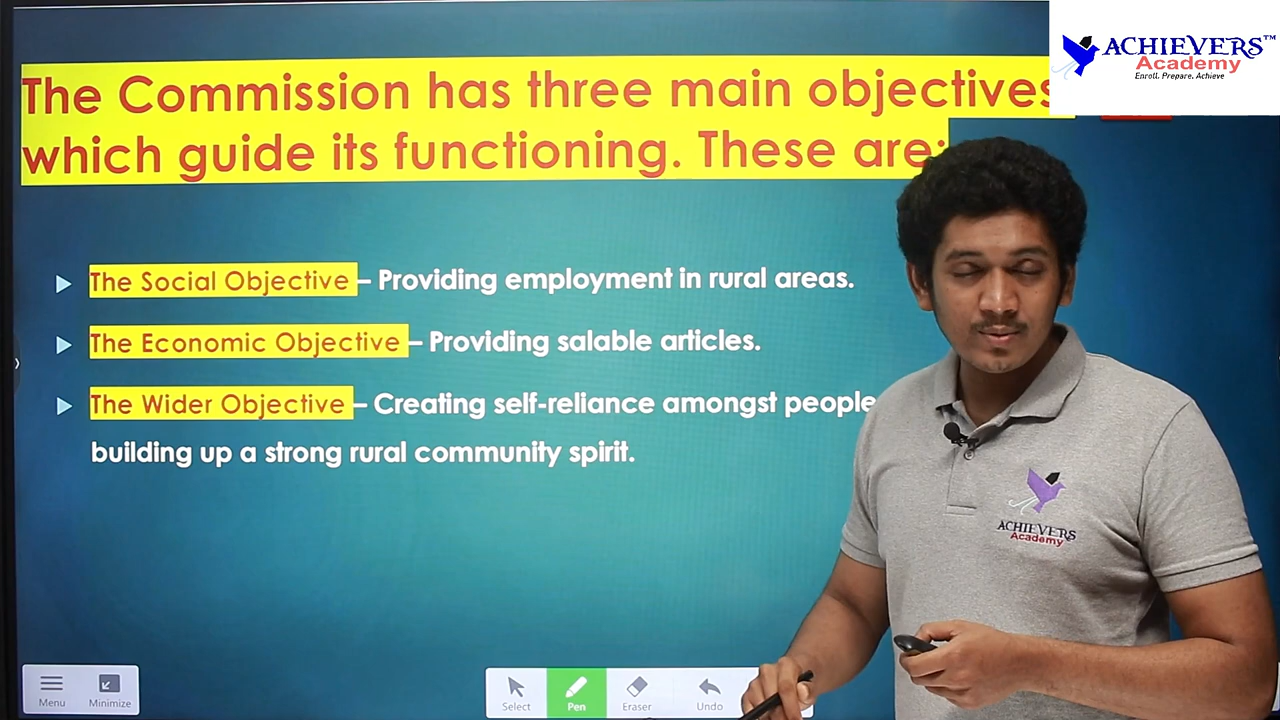 ACHIEVERS™
Academy
Enroll. Prepare. Achieve
The Commission has three main objectives
which guide its functioning. These are:
The Social Objective – Providing employment in rural areas.
The Economic Objective – Providing salable articles.
The Wider Objective – Creating self-reliance amongst people
building up a strong rural community spirit.
ACHIEVERS
Academy
Menu
Minimize
Select
Pen
Eraser
Undo